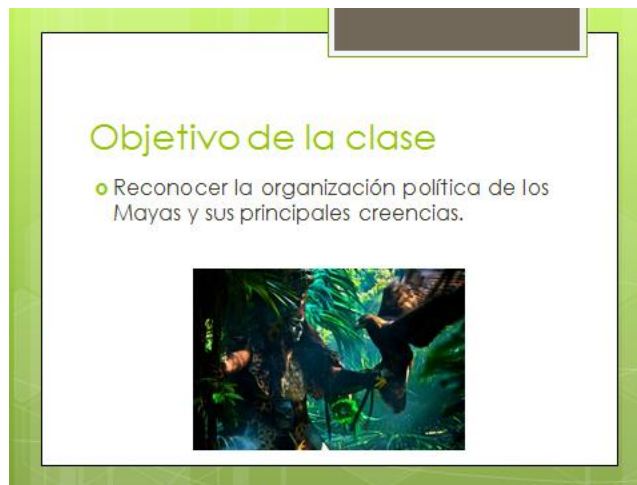 Objetivo de la clase
Reconocer la organización política de los
Mayas y sus principales creencias.